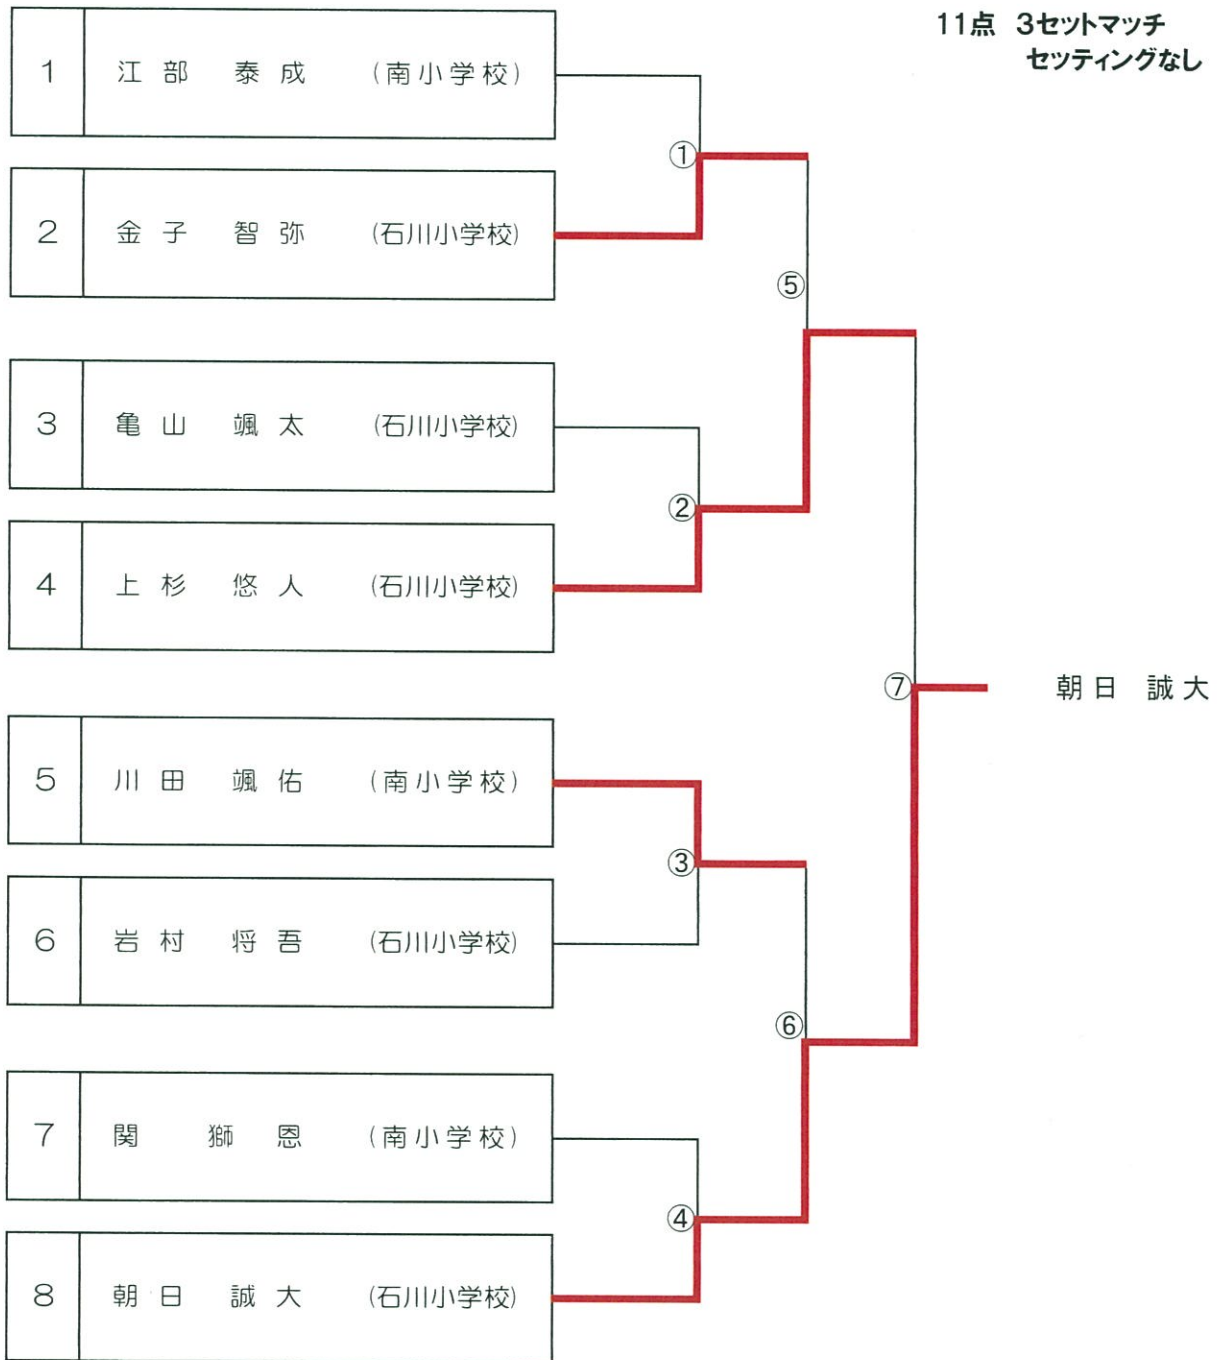 11点 3セットマッチ
セッティングなし
1 江部 泰成 (南小学校)
①
2 金子 智弥 (石川小学校)
⑤
3 亀山 颯太 (石川小学校)
②
4 上杉 悠人 (石川小学校)
⑦ 朝日 誠大
5 川田 颯佑 (南小学校)
③
6 岩村 将吾 (石川小学校)
⑥
7 関 獅恩 (南小学校)
④
8 朝日 誠大 (石川小学校)